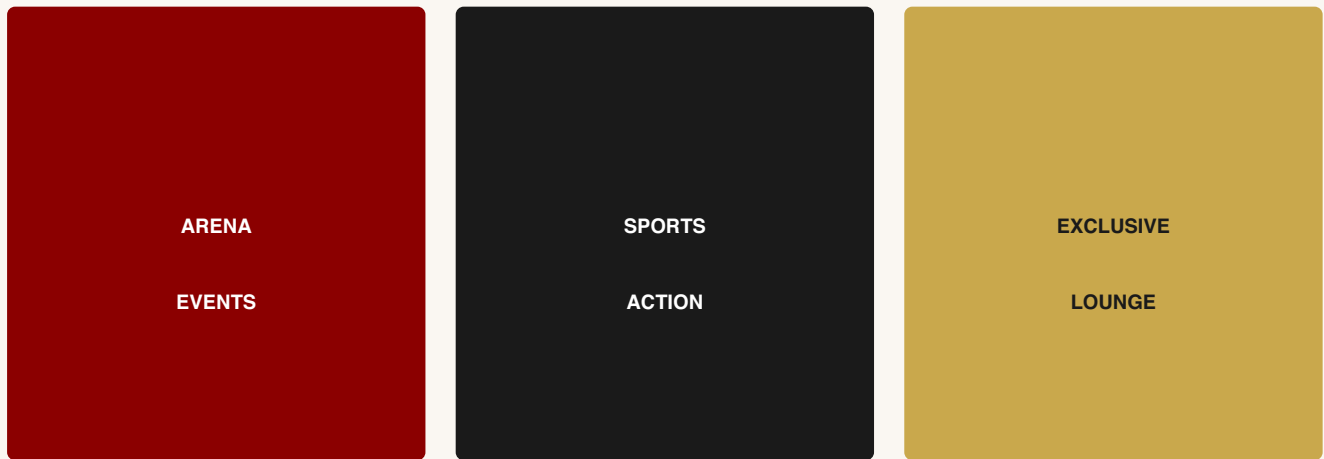 ARENA
EVENTS
SPORTS
ACTION
EXCLUSIVE
LOUNGE